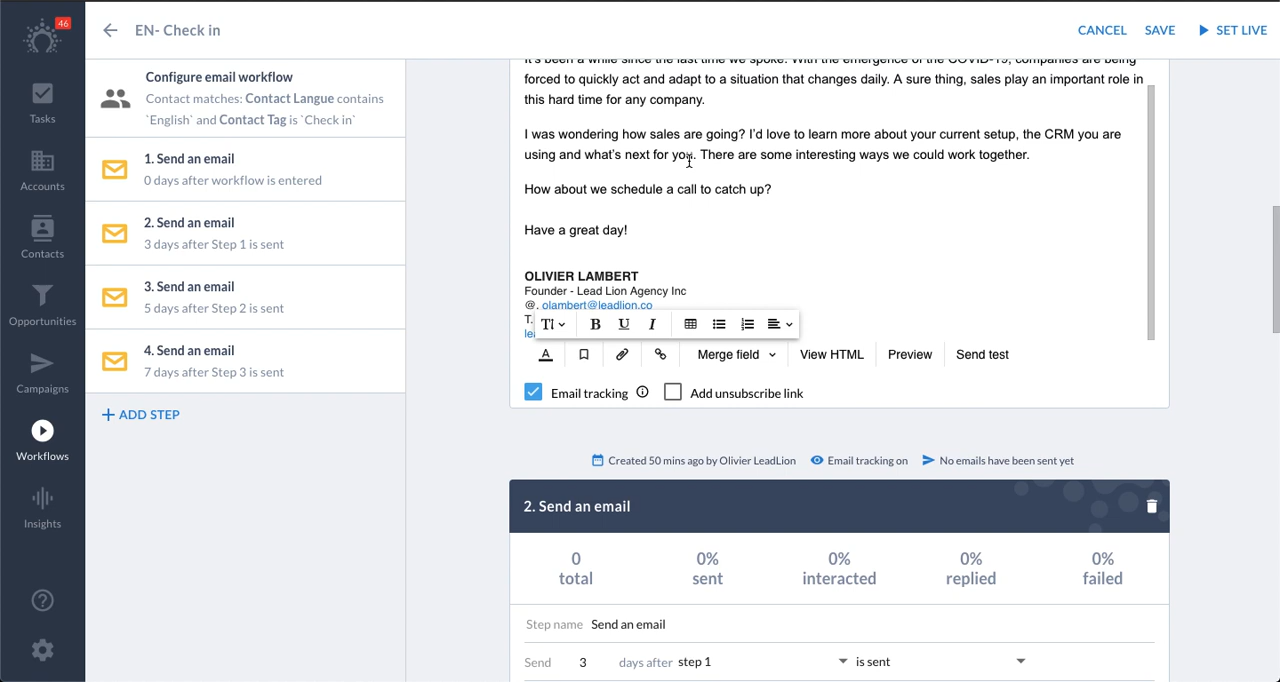 46
EN- Check in
CANCEL SAVE SET LIVE
Tasks
Accounts
Contacts
Opportunities
Campaigns
Workflows
Insights
Configure email workflow
Contact matches: Contact Langue contains
`English` and Contact Tag is `Check in`
1. Send an email
0 days after workflow is entered
2. Send an email
3 days after Step 1 is sent
3. Send an email
5 days after Step 2 is sent
4. Send an email
7 days after Step 3 is sent
+ ADD STEP
It's been a while since the last time we spoke. With the emergence of the COVID-19, companies are being
forced to quickly act and adapt to a situation that changes daily. A sure thing, sales play an important role in
this hard time for any company.
I was wondering how sales are going? I'd love to learn more about your current setup, the CRM you are
using and what's next for you. There are some interesting ways we could work together.
How about we schedule a call to catch up?
Have a great day!
OLIVIER LAMBERT
Founder - Lead Lion Agency Inc
@. olambert@leadlion.co
T.
lea
B U I
A Merge field View HTML Preview Send test
Email tracking Add unsubscribe link
Created 50 mins ago by Olivier LeadLion Email tracking on No emails have been sent yet
2. Send an email
0 0% 0% 0% 0%
total sent interacted replied failed
Step name Send an email
Send 3 days after step 1 is sent